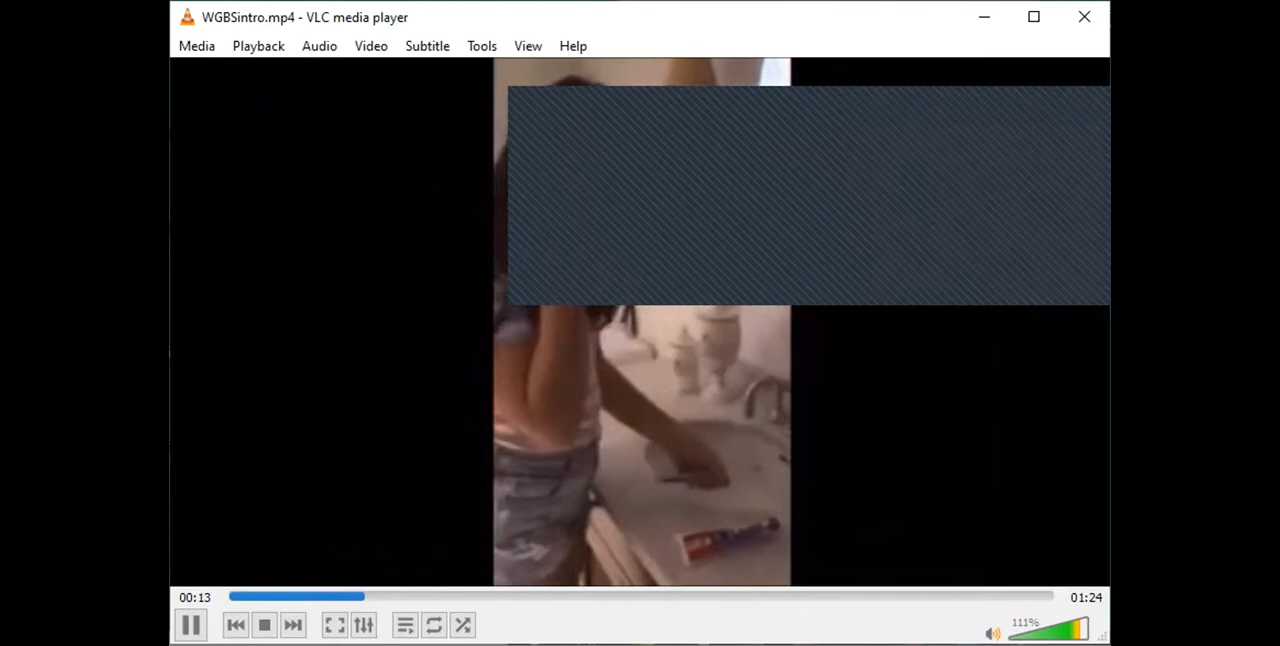 WGBSintro.mp4 - VLC media player
Media Playback Audio Video Subtitle Tools View Help
00:13 01:24
111%